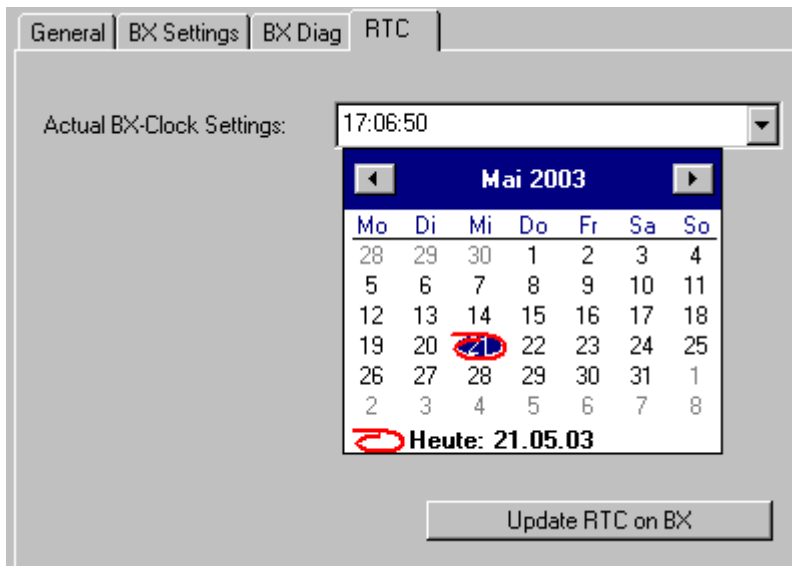 General BX Settings BX Diag RTC
Actual BX-Clock Settings: 17:06:50
Mai 2003
Mo Di Mi Do Fr Sa So
28 29 30 1 2 3 4
5 6 7 8 9 10 11
12 13 14 15 16 17 18
19 20 21 22 23 24 25
26 27 28 29 30 31 1
2 3 4 5 6 7 8
Heute: 21.05.03
Update RTC on BX